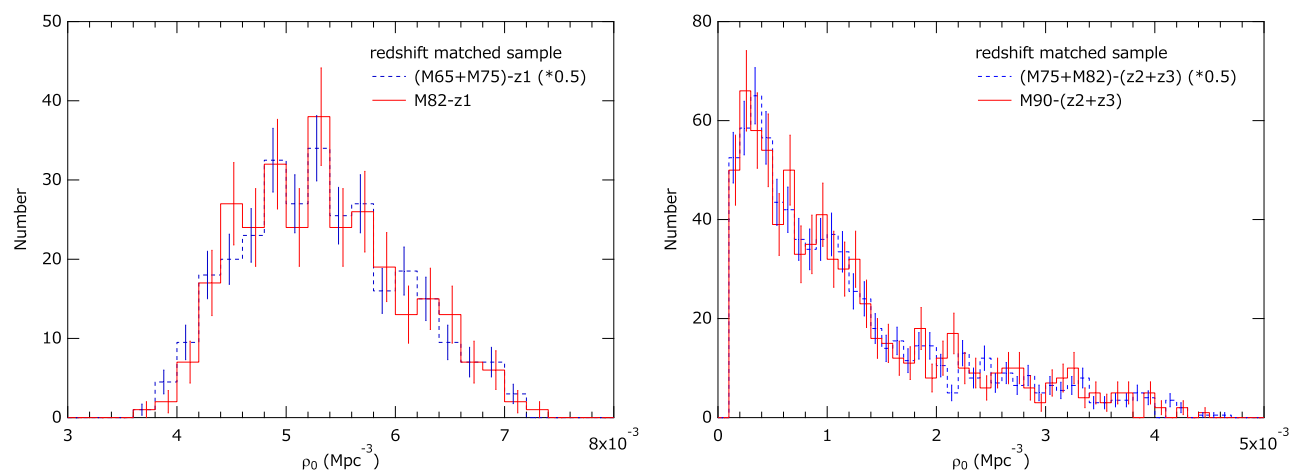 50
40
30
20
10
0
Number
redshift matched sample
(M65+M75)-z1 (*0.5)
M82-z1
3 4 5 6 7 8x10⁻³
ρ₀ (Mpc⁻³)
80
60
40
20
0
Number
redshift matched sample
(M75+M82)-(z2+z3) (*0.5)
M90-(z2+z3)
0 1 2 3 4 5x10⁻³
ρ₀ (Mpc⁻³)